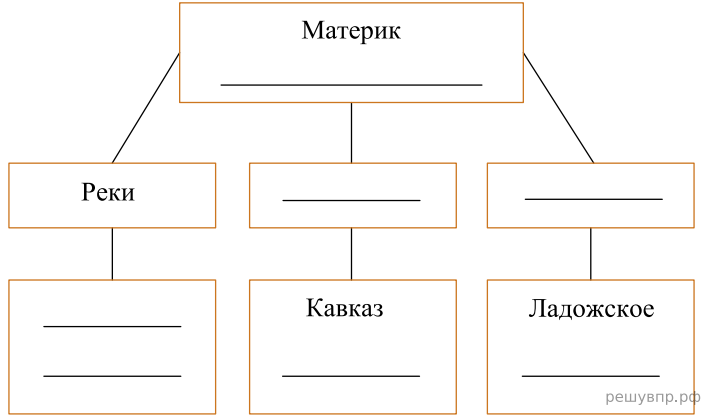 Материк
Реки
Кавказ
Ладожское
решувпр.рф